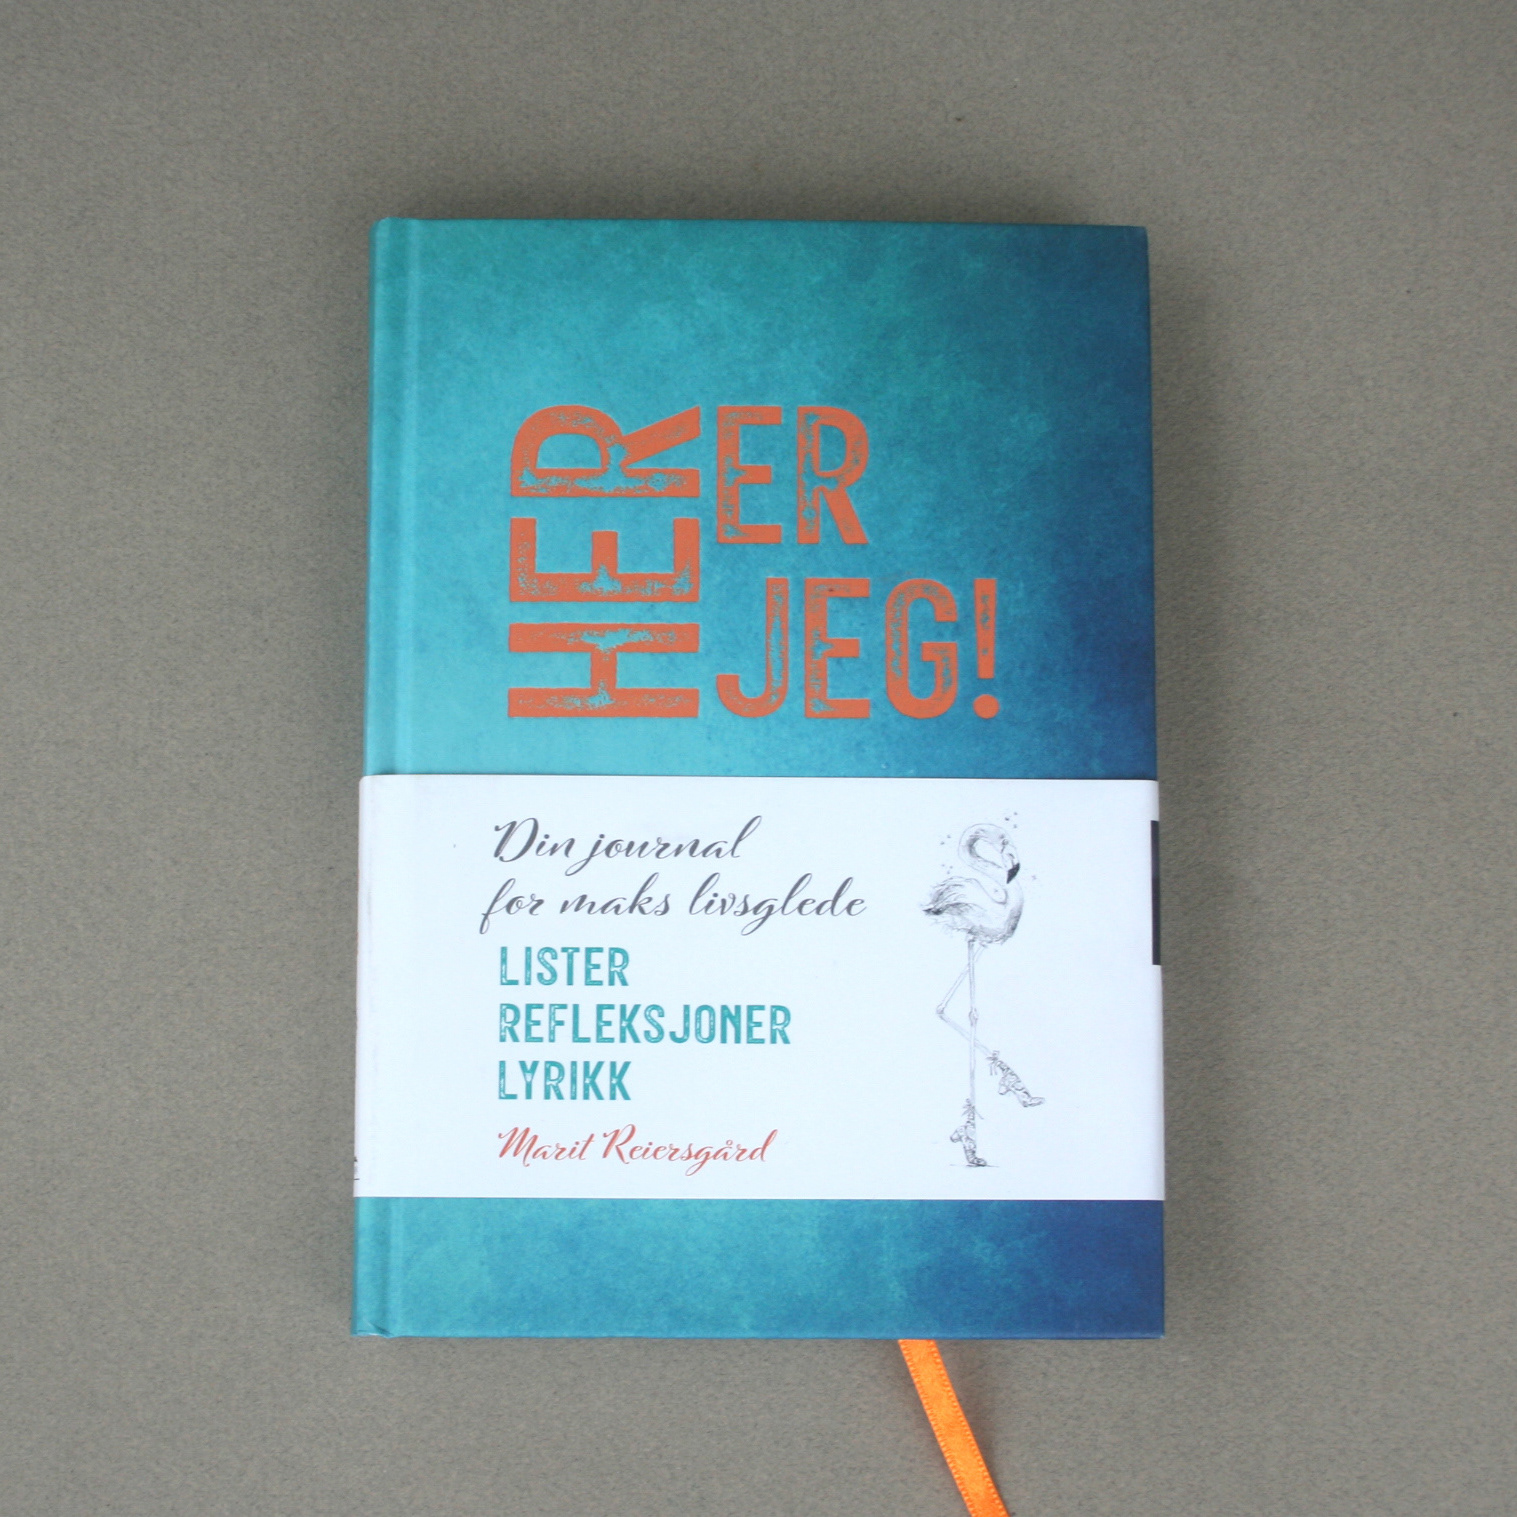 HER
ER
JEG!
Din journal
for maks livsglede
LISTER
REFLEKSJONER
LYRIKK
Marit Reiersgård